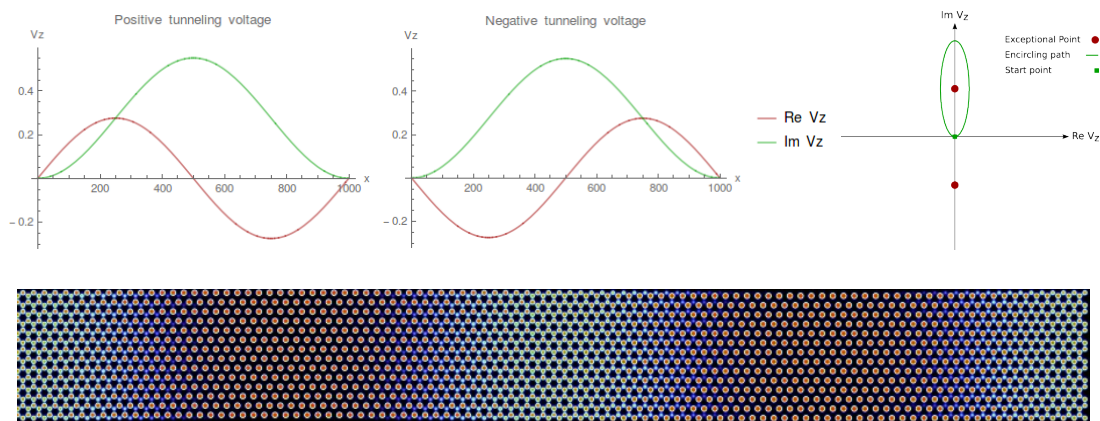 Positive tunneling voltage
Vz
0.4
0.2
-0.2
200
400
600
800
1000
x
Negative tunneling voltage
Vz
0.4
0.2
-0.2
200
400
600
800
1000
x
Re Vz
Im Vz
Im Vz
Exceptional Point
Encircling path
Start point
Re Vz